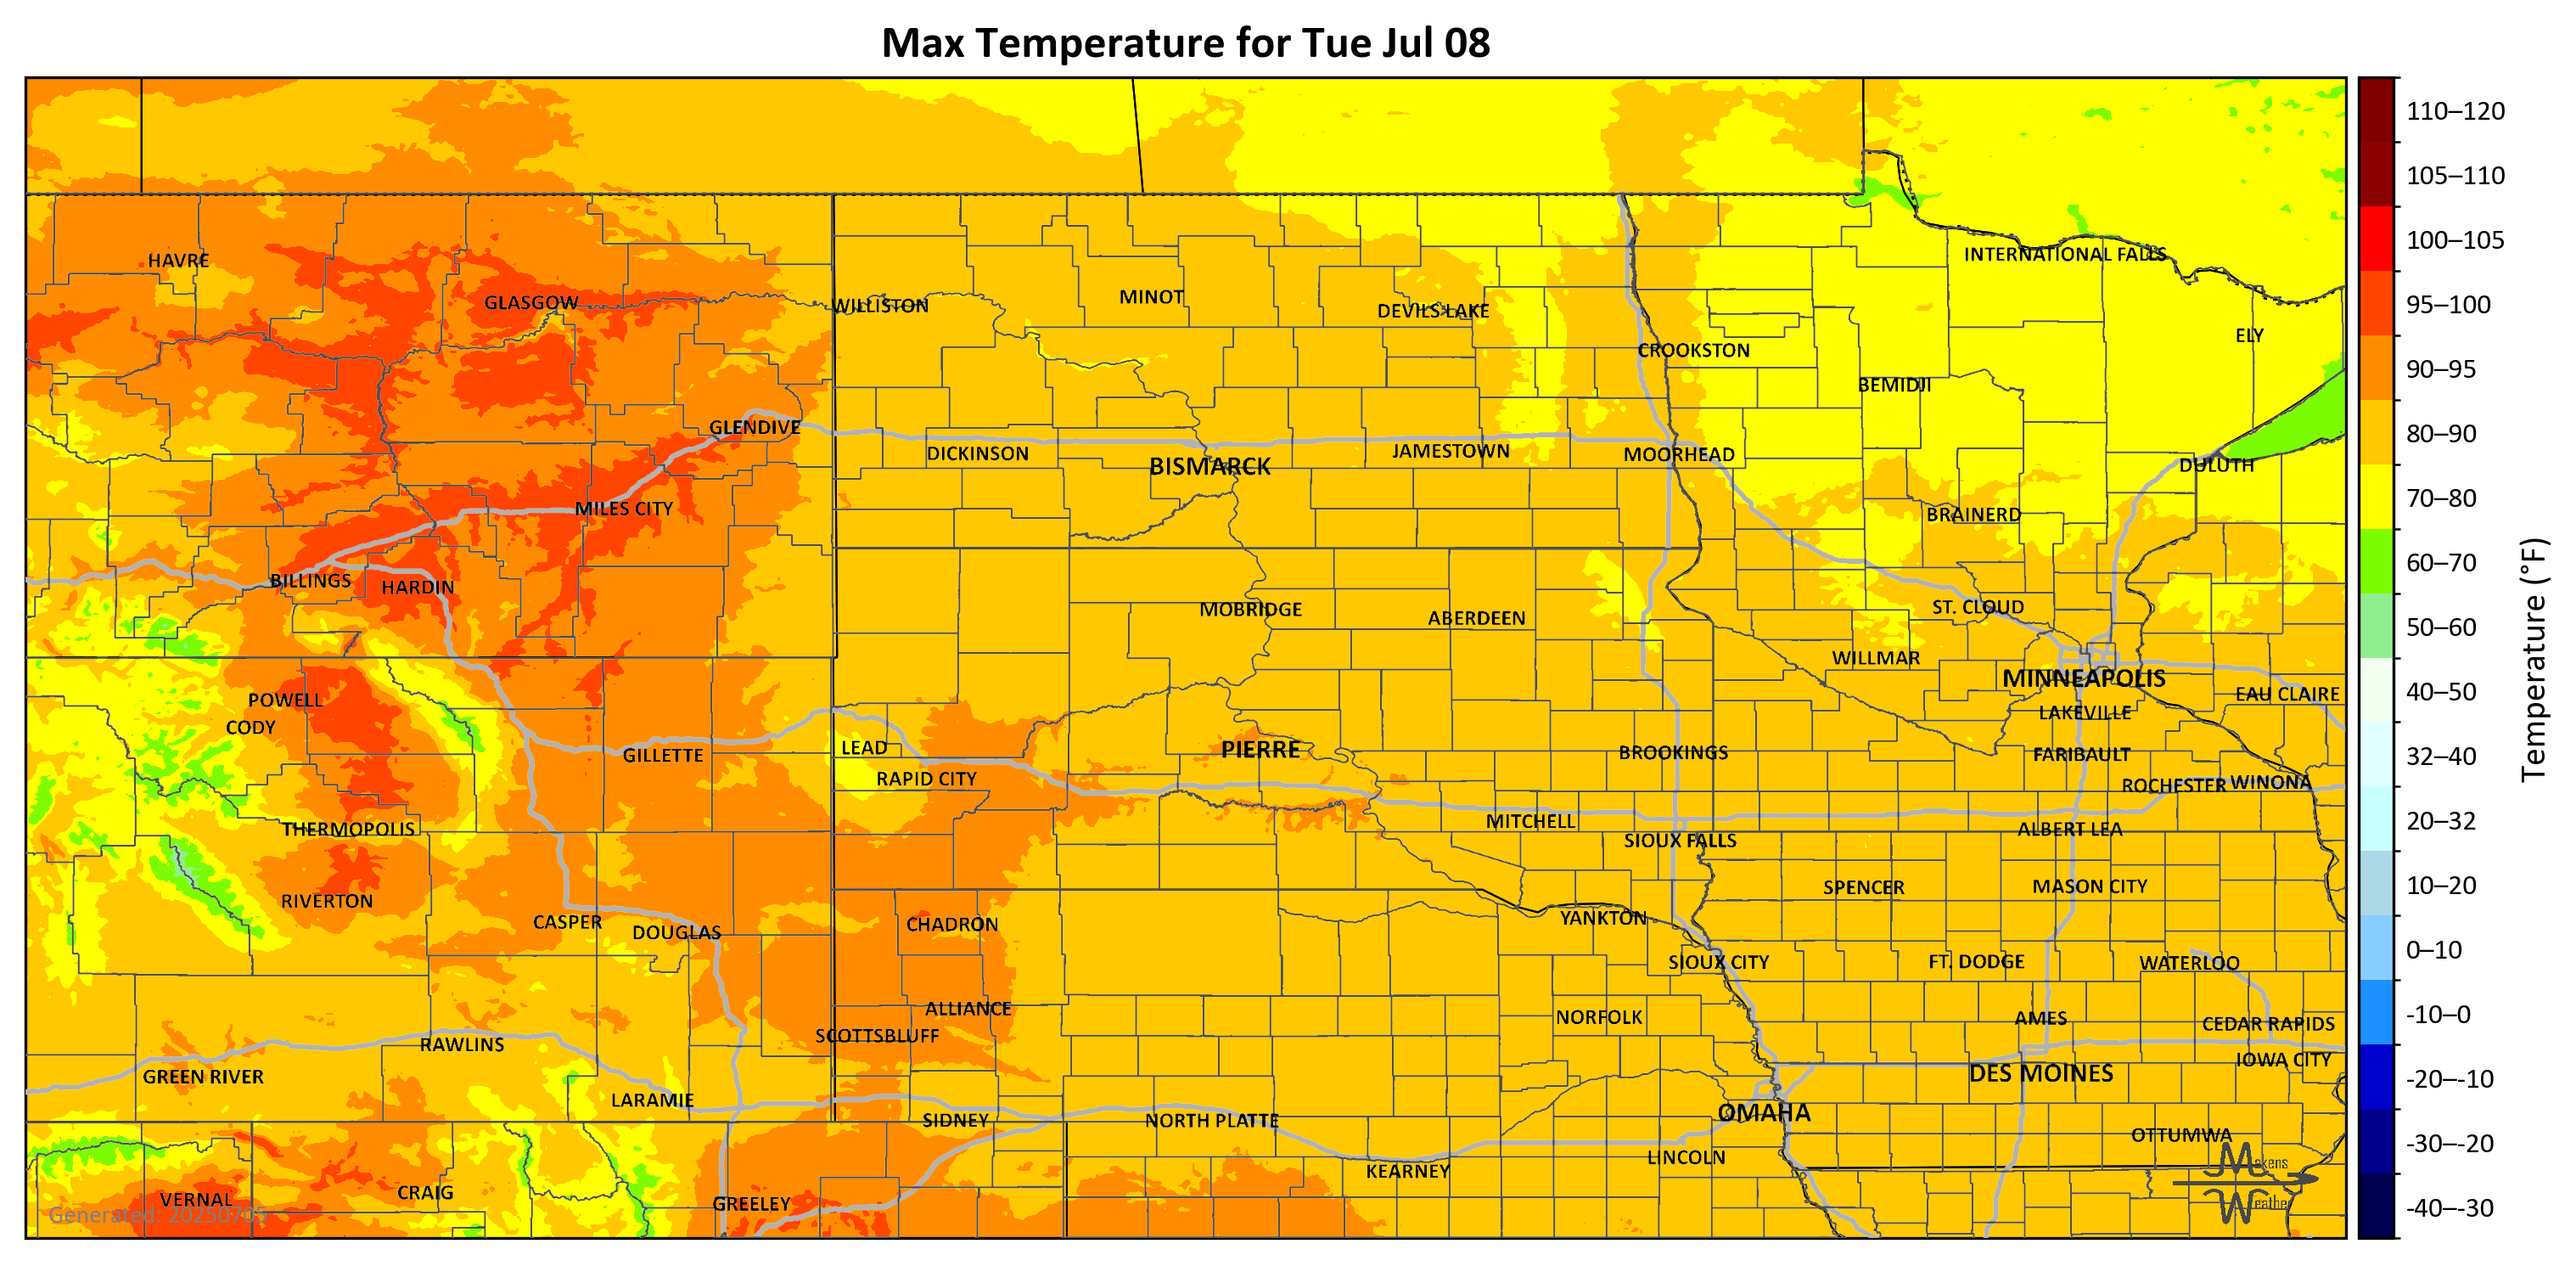 Max Temperature for Tue Jul 08
110–120
105–110
100–105
95–100
90–95
80–90
70–80
60–70
50–60
40–50
32–40
20–32
10–20
0–10
-10–0
-20–-10
-30–-20
-40–-30
Temperature (°F)
HAVRE
INTERNATIONAL FALLS
GLASGOW
WILLISTON
MINOT
DEVILS LAKE
ELY
CROOKSTON
BEMIDJI
GLENDIVE
DICKINSON
BISMARCK
JAMESTOWN
MOORHEAD
DULUTH
MILES CITY
BRAINERD
BILLINGS
HARDIN
MOBRIDGE
ABERDEEN
ST. CLOUD
WILLMAR
MINNEAPOLIS
EAU CLAIRE
POWELL
CODY
LAKEVILLE
GILLETTE
LEAD
PIERRE
BROOKINGS
FARIBAULT
RAPID CITY
ROCHESTER
WINONA
THERMOPOLIS
MITCHELL
SIOUX FALLS
ALBERT LEA
SPENCER
MASON CITY
RIVERTON
CASPER
DOUGLAS
CHADRON
YANKTON
SIOUX CITY
FT. DODGE
WATERLOO
ALLIANCE
NORFOLK
AMES
CEDAR RAPIDS
SCOTTSBLUFF
RAWLINS
IOWA CITY
GREEN RIVER
DES MOINES
LARAMIE
SIDNEY
NORTH PLATTE
OMAHA
OTTUMWA
LINCOLN
KEARNEY
CRAIG
VERNAL
GREELEY
Generated: 20250705
Makens
Weather